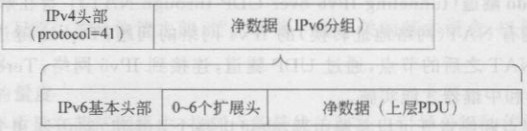 IPv4头部
(protocol=41)
净数据(IPv6分组)
IPv6基本头部
0~6个扩展头
净数据(上层PDU)